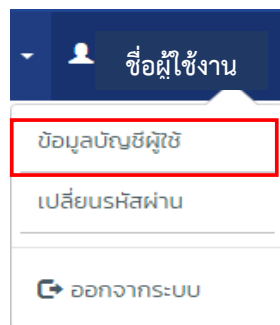 ชื่อผู้ใช้งาน
ข้อมูลบัญชีผู้ใช้
เปลี่ยนรหัสผ่าน
ออกจากระบบ